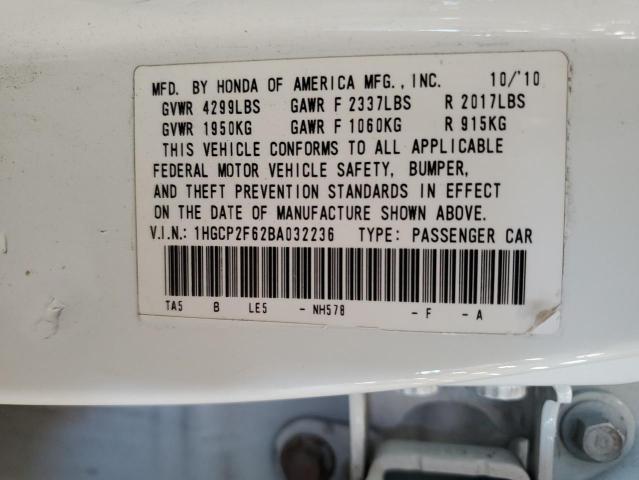 MFD. BY HONDA OF AMERICA MFG., INC. 10/'10
GVWR 4299LBS GAWR F 2337LBS R 2017LBS
GVWR 1950KG GAWR F 1060KG R 915KG
THIS VEHICLE CONFORMS TO ALL APPLICABLE
FEDERAL MOTOR VEHICLE SAFETY, BUMPER,
AND THEFT PREVENTION STANDARDS IN EFFECT
ON THE DATE OF MANUFACTURE SHOWN ABOVE.
V.I.N.: 1HGCP2F62BA032236 TYPE: PASSENGER CAR
TA5 B LE5 - NH578 - F - A